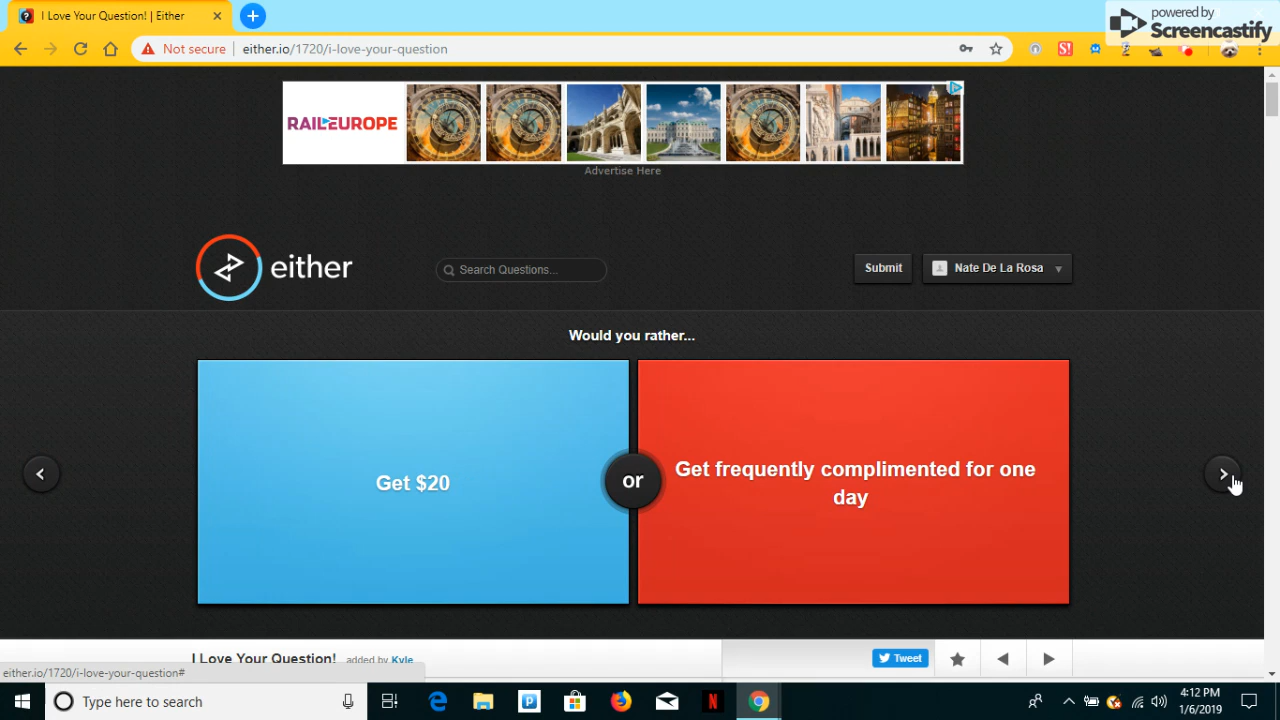 I Love Your Question! | Either
powered by
Screencastify
Not secure
either.io/1720/i-love-your-question
RAILEUROPE
Advertise Here
either
Search Questions...
Submit
Nate De La Rosa
Would you rather...
Get $20
or
Get frequently complimented for one
day
I Love Your Question!
added by Kyle
Tweet
either.io/1720/i-love-your-question#
Type here to search
4:12 PM
1/6/2019